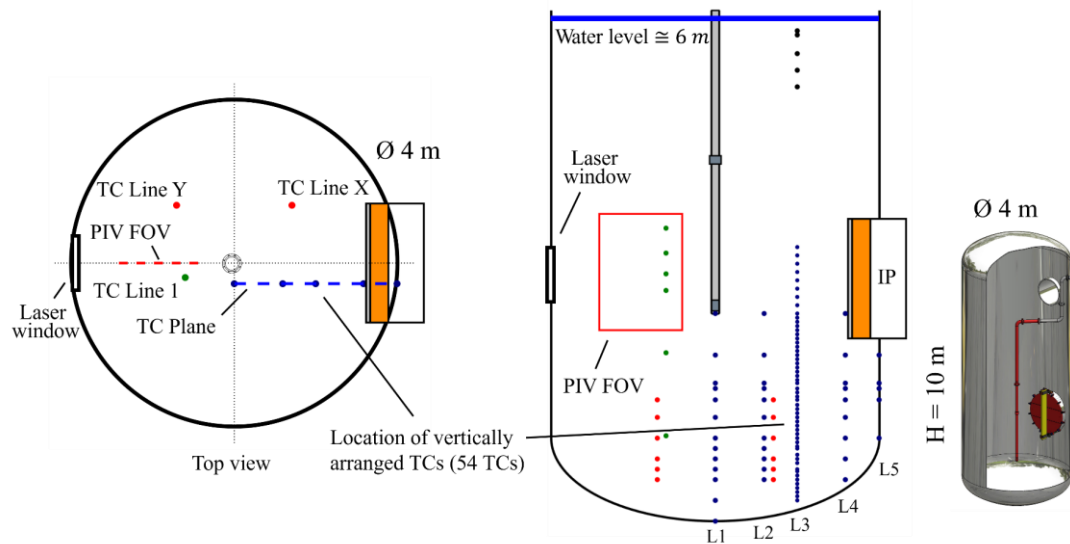 Ø 4 m
TC Line Y
TC Line X
PIV FOV
TC Line 1
Laser
window
TC Plane
Location of vertically
arranged TCs (54 TCs)
Top view
Water level ≅ 6 m
Laser
window
IP
PIV FOV
L1
L2
L3
L4
L5
Ø 4 m
H = 10 m